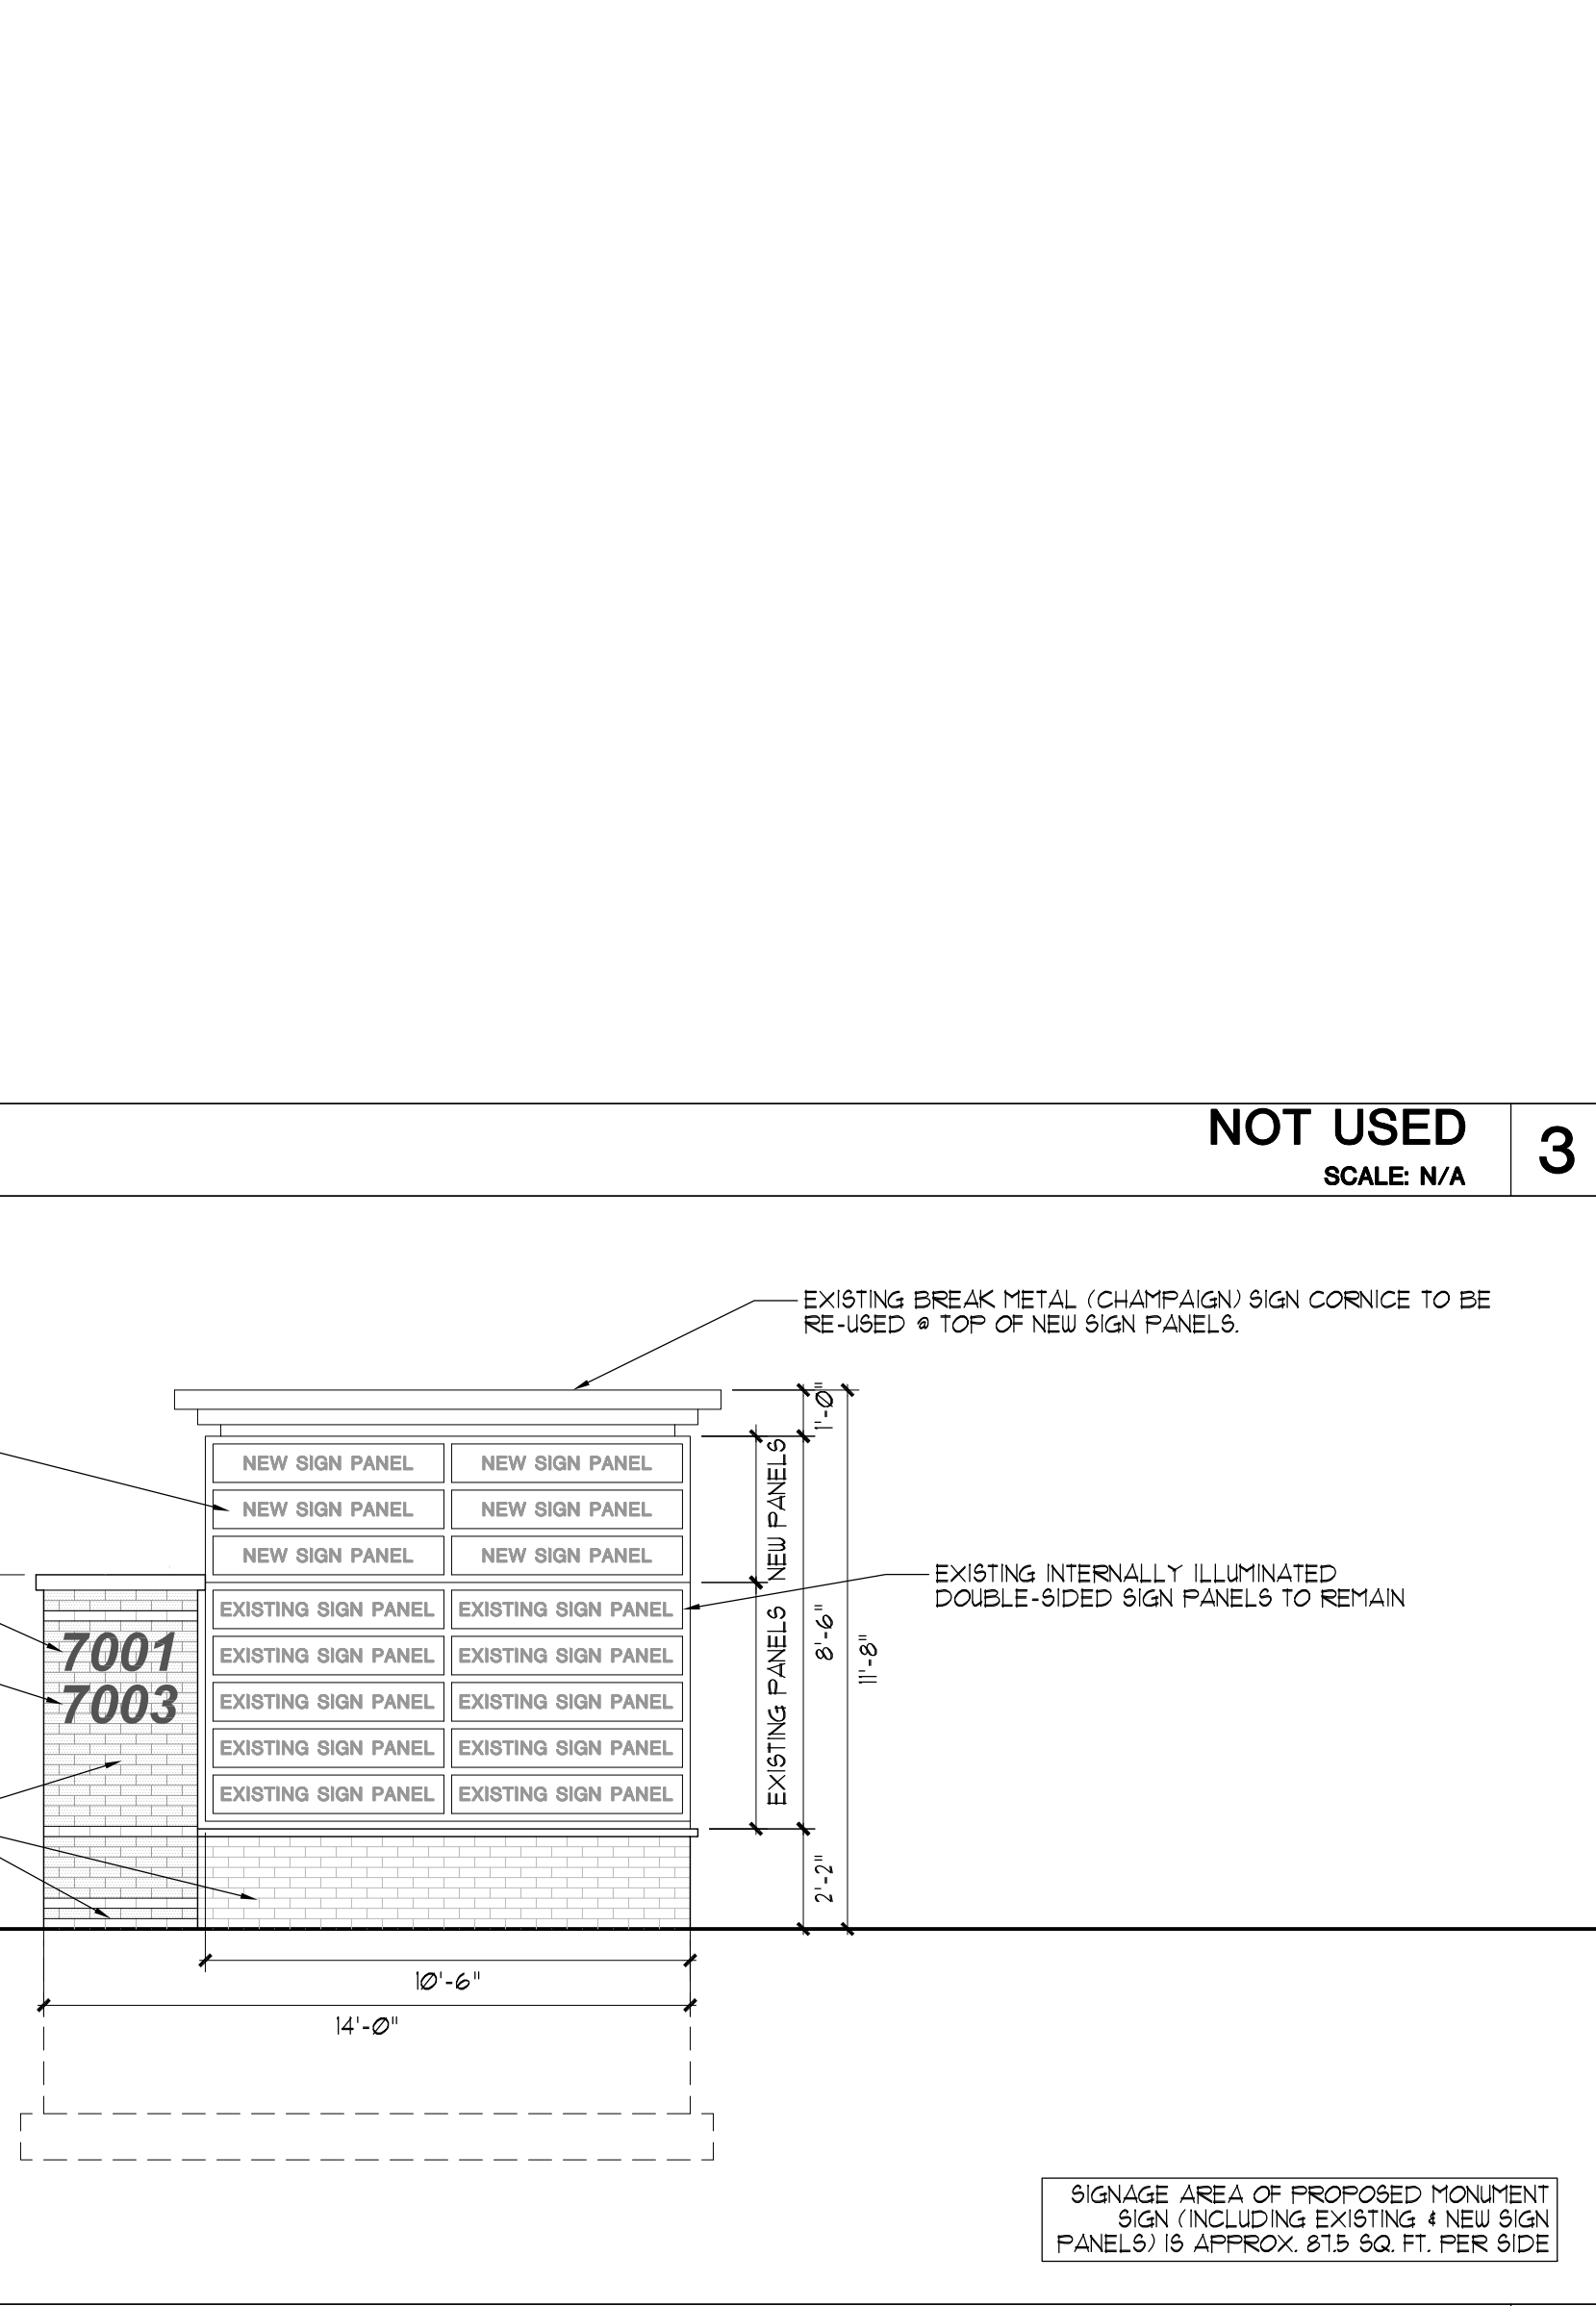 NOT USED
SCALE: N/A
3
EXISTING BREAK METAL (CHAMPAIGN) SIGN CORNICE TO BE
RE-USED @ TOP OF NEW SIGN PANELS.
1'-0"
NEW SIGN PANEL NEW SIGN PANEL
NEW SIGN PANEL NEW SIGN PANEL
NEW SIGN PANEL NEW SIGN PANEL
NEW PANELS
EXISTING INTERNALLY ILLUMINATED
DOUBLE-SIDED SIGN PANELS TO REMAIN
EXISTING SIGN PANEL EXISTING SIGN PANEL
EXISTING SIGN PANEL EXISTING SIGN PANEL
EXISTING SIGN PANEL EXISTING SIGN PANEL
EXISTING SIGN PANEL EXISTING SIGN PANEL
EXISTING SIGN PANEL EXISTING SIGN PANEL
EXISTING PANELS
8'-6"
11'-8"
7001
7003
2'-2"
10'-6"
14'-0"
SIGNAGE AREA OF PROPOSED MONUMENT
SIGN (INCLUDING EXISTING & NEW SIGN
PANELS) IS APPROX. 87.5 SQ. FT. PER SIDE